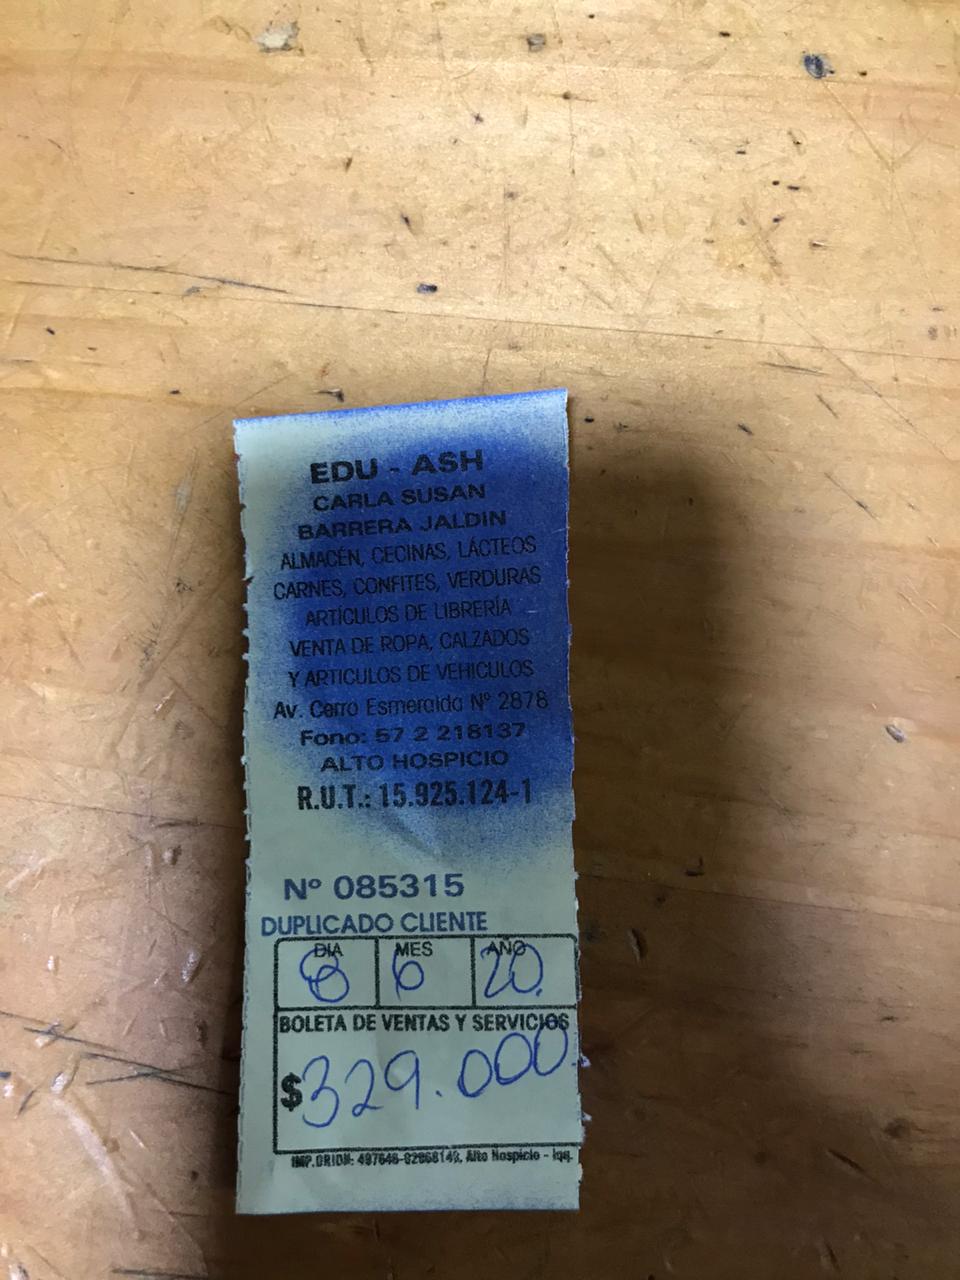 EDU - ASH
CARLA SUSAN
BARRERA JALDIN
ALMACÉN, CECINAS, LÁCTEOS
CARNES, CONFITES, VERDURAS
ARTÍCULOS DE LIBRERÍA
VENTA DE ROPA, CALZADOS
Y ARTICULOS DE VEHICULOS
Av. Cerro Esmeralda Nº 2878
Fono: 57 2 218137
ALTO HOSPICIO
R.U.T.: 15.925.124-1
Nº 085315
DUPLICADO CLIENTE
DIA MES AÑO
8 6 20.
BOLETA DE VENTAS Y SERVICIOS
$329.000.
IMP.ORION: Alto Hospicio - Iqq.